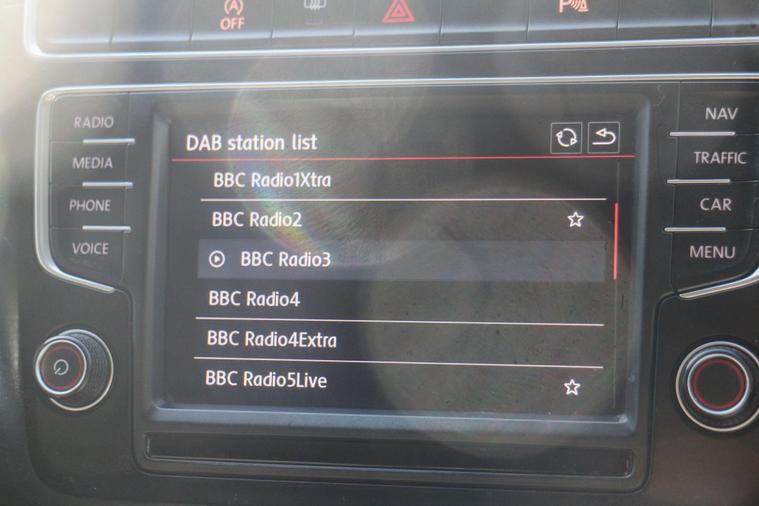 (A)
OFF
P
RADIO
MEDIA
PHONE
VOICE
DAB station list
BBC Radio1Xtra
BBC Radio2
BBC Radio3
BBC Radio4
BBC Radio4Extra
BBC Radio5Live
NAV
TRAFFIC
CAR
MENU